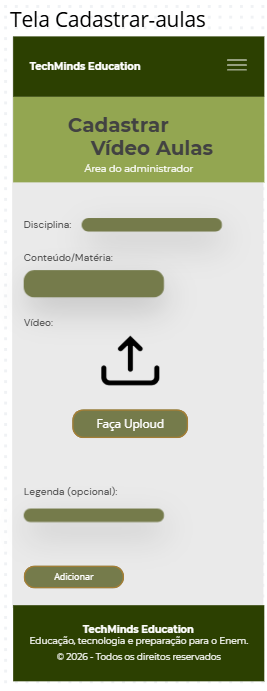 Tela Cadastrar-aulas
TechMinds Education
Cadastrar
Vídeo Aulas
Área do administrador
Disciplina:
Conteúdo/Matéria:
Vídeo:
Faça Uploud
Legenda (opcional):
Adicionar
TechMinds Education
Educação, tecnologia e preparação para o Enem.
© 2026 - Todos os direitos reservados